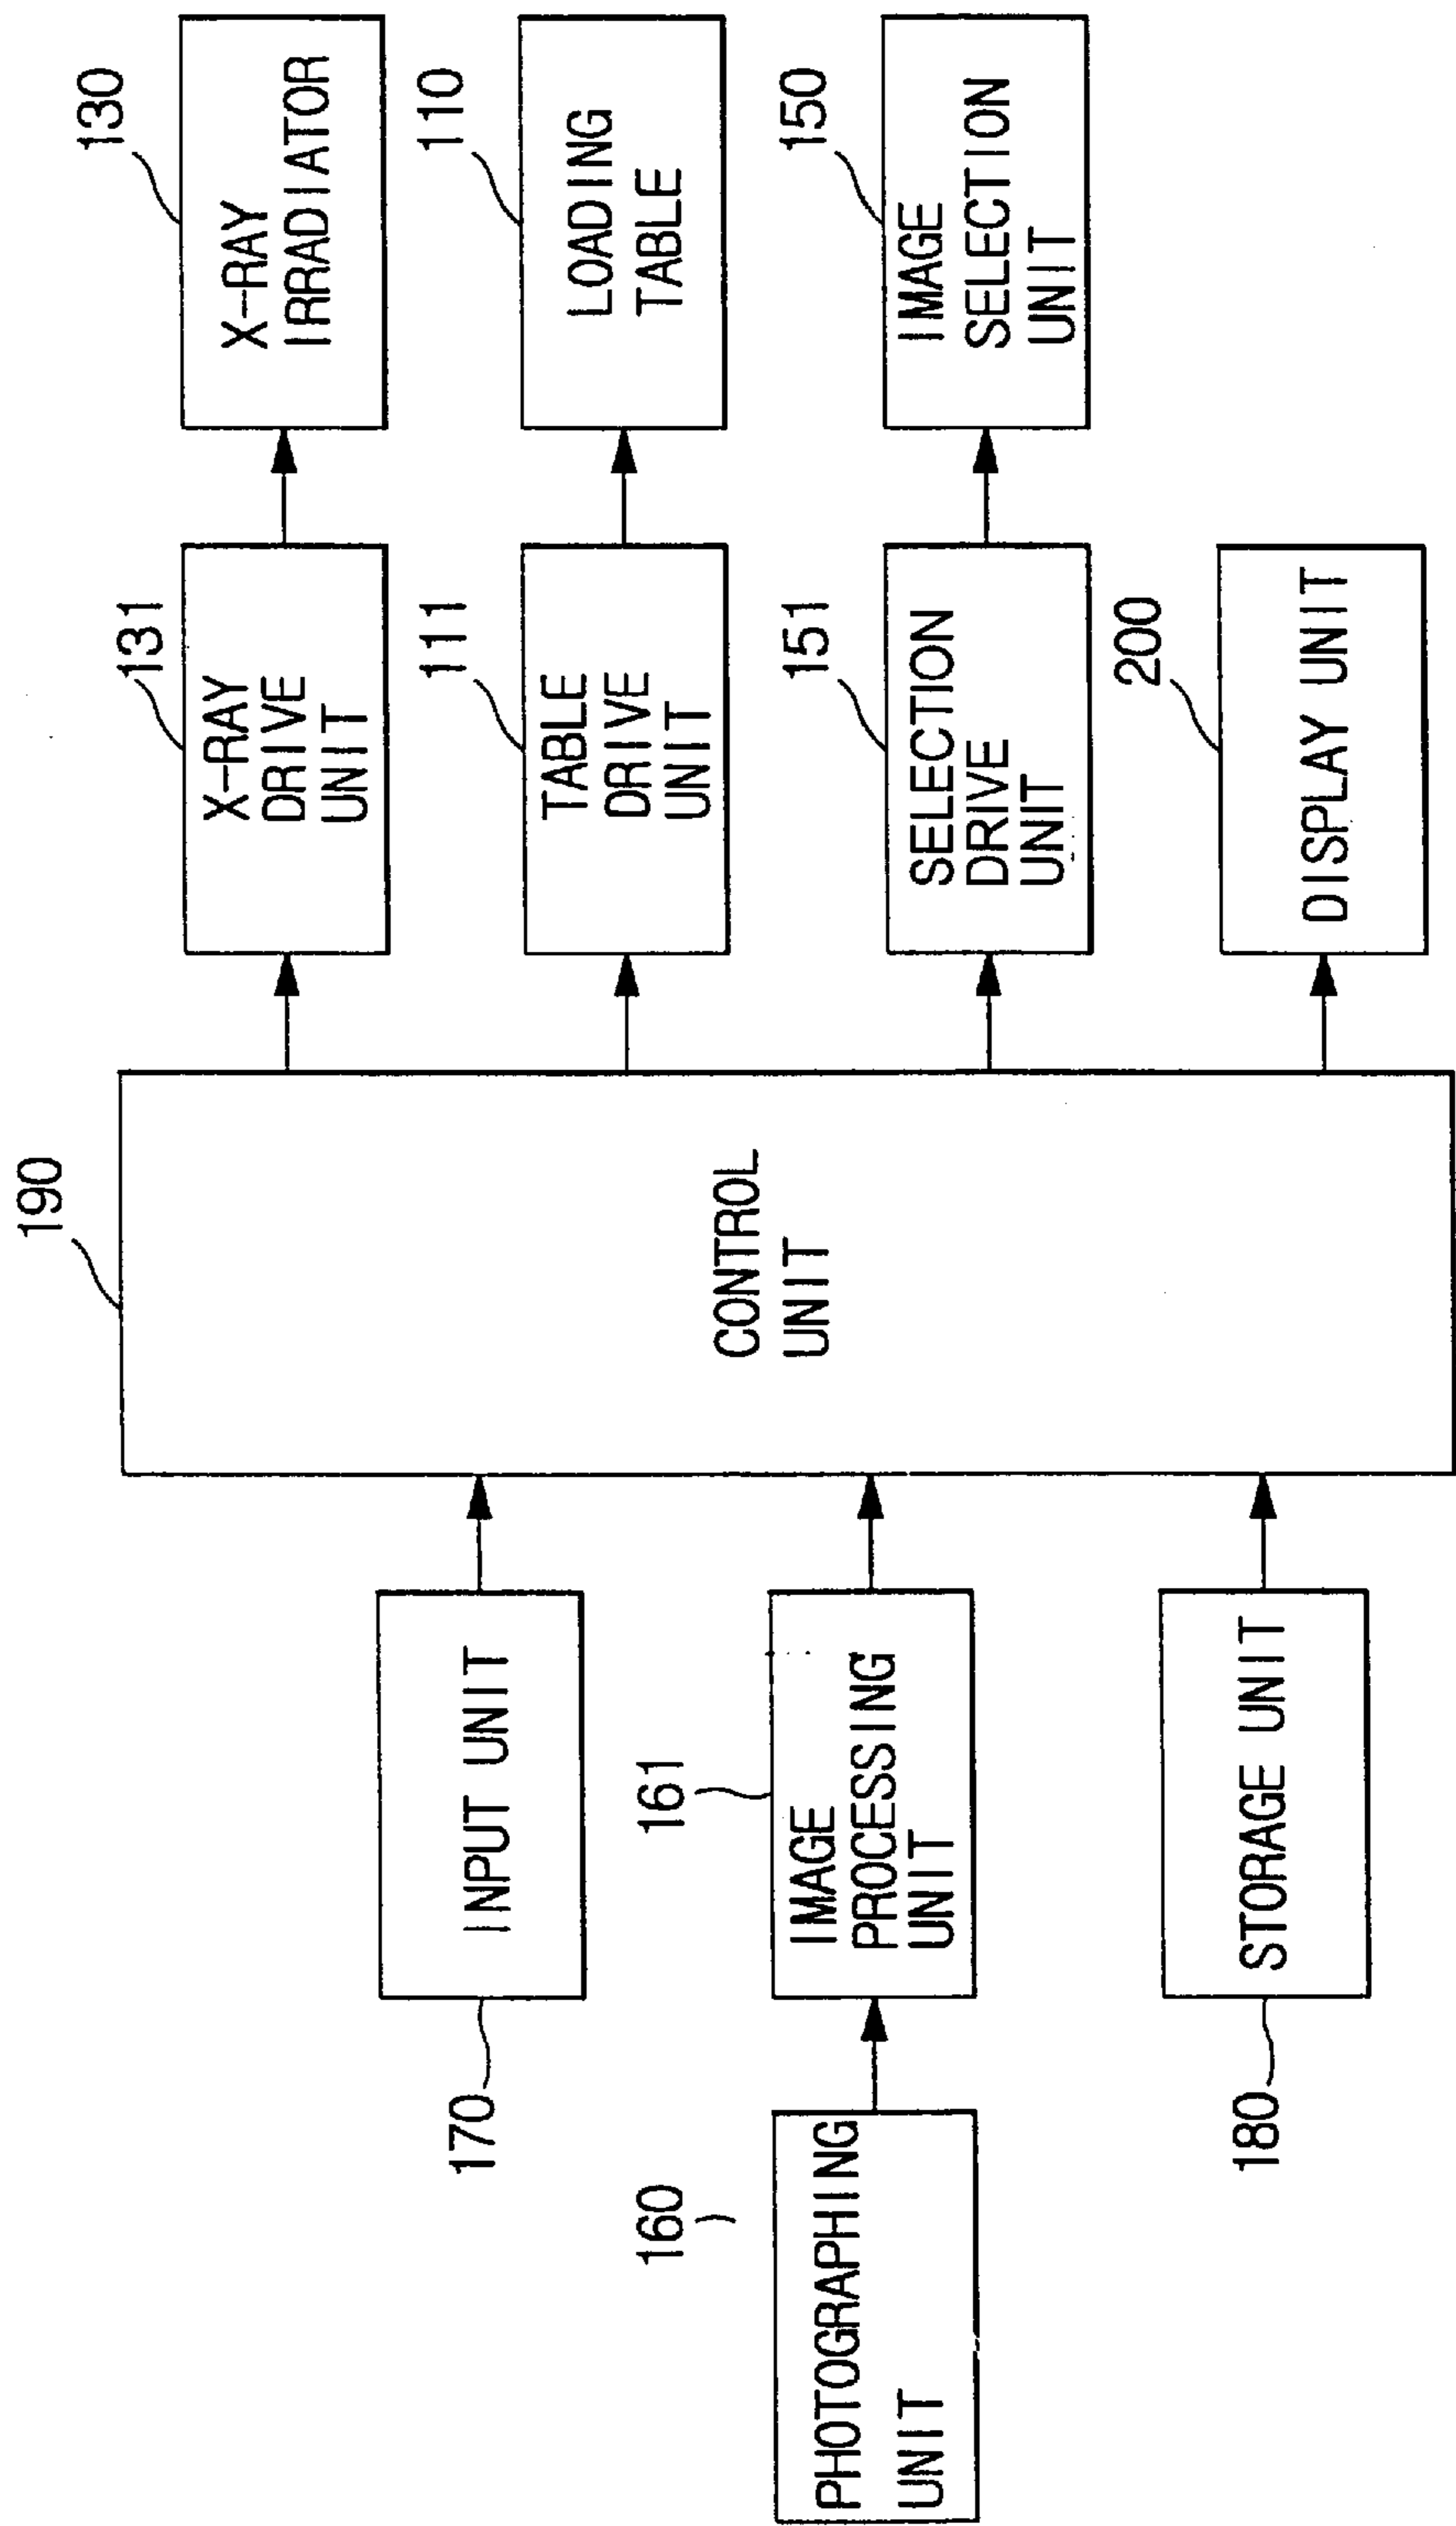 190
131
X-RAY
DRIVE
UNIT
130
X-RAY
IRRADIATOR
170
INPUT UNIT
111
TABLE
DRIVE
UNIT
110
LOADING
TABLE
160
PHOTOGRAPHING
UNIT
161
IMAGE
PROCESSING
UNIT
CONTROL
UNIT
151
SELECTION
DRIVE
UNIT
150
IMAGE
SELECTION
UNIT
180
STORAGE UNIT
200
DISPLAY UNIT